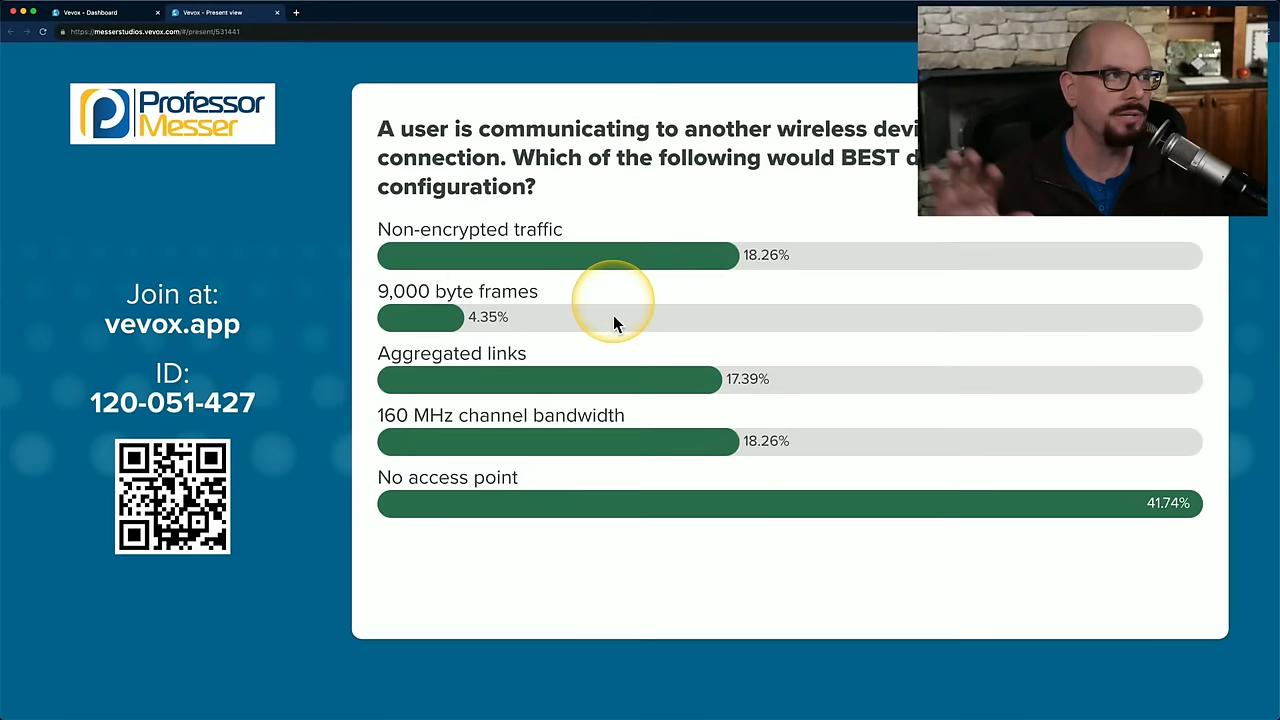 Vevox - Dashboard
Vevox - Present view
https://messerstudios.vevox.com/#/present/531441
Professor
Messer
Join at:
vevox.app
ID:
120-051-427
A user is communicating to another wireless devi
connection. Which of the following would BEST d
configuration?
Non-encrypted traffic
18.26%
9,000 byte frames
4.35%
Aggregated links
17.39%
160 MHz channel bandwidth
18.26%
No access point
41.74%